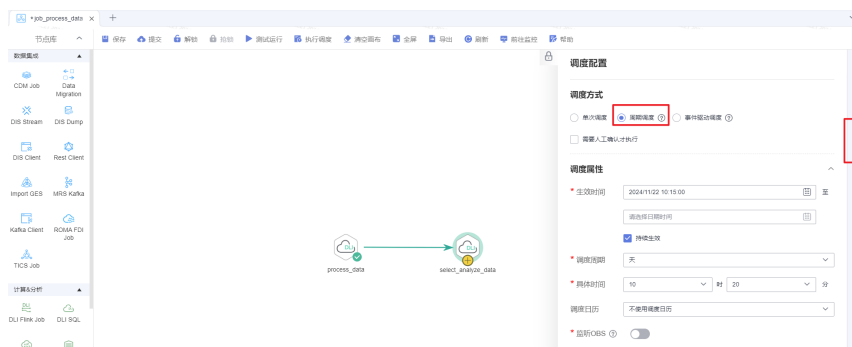 *job_process_data × +
节点库
保存 提交 解锁 抢锁 测试运行 执行调度 清空画布 全屏 导出 刷新 前往监控 帮助
数据集成
CDM Job
Data Migration
DIS Stream
DIS Dump
DIS Client
Rest Client
Import GES
MRS Kafka
Kafka Client
ROMA FDI Job
TICS Job
计算&分析
DLI Flink Job
DLI SQL
DLI
DLI
process_data
select_analyze_data
调度配置
调度方式
单次调度 周期调度 事件驱动调度
需要人工确认才执行
调度属性
* 生效时间 2024/11/22 10:15:00 至
请选择日期时间
持续生效
* 调度周期 天
* 具体时间 10 时 20 分
调度日历 不使用调度日历
* 监听OBS